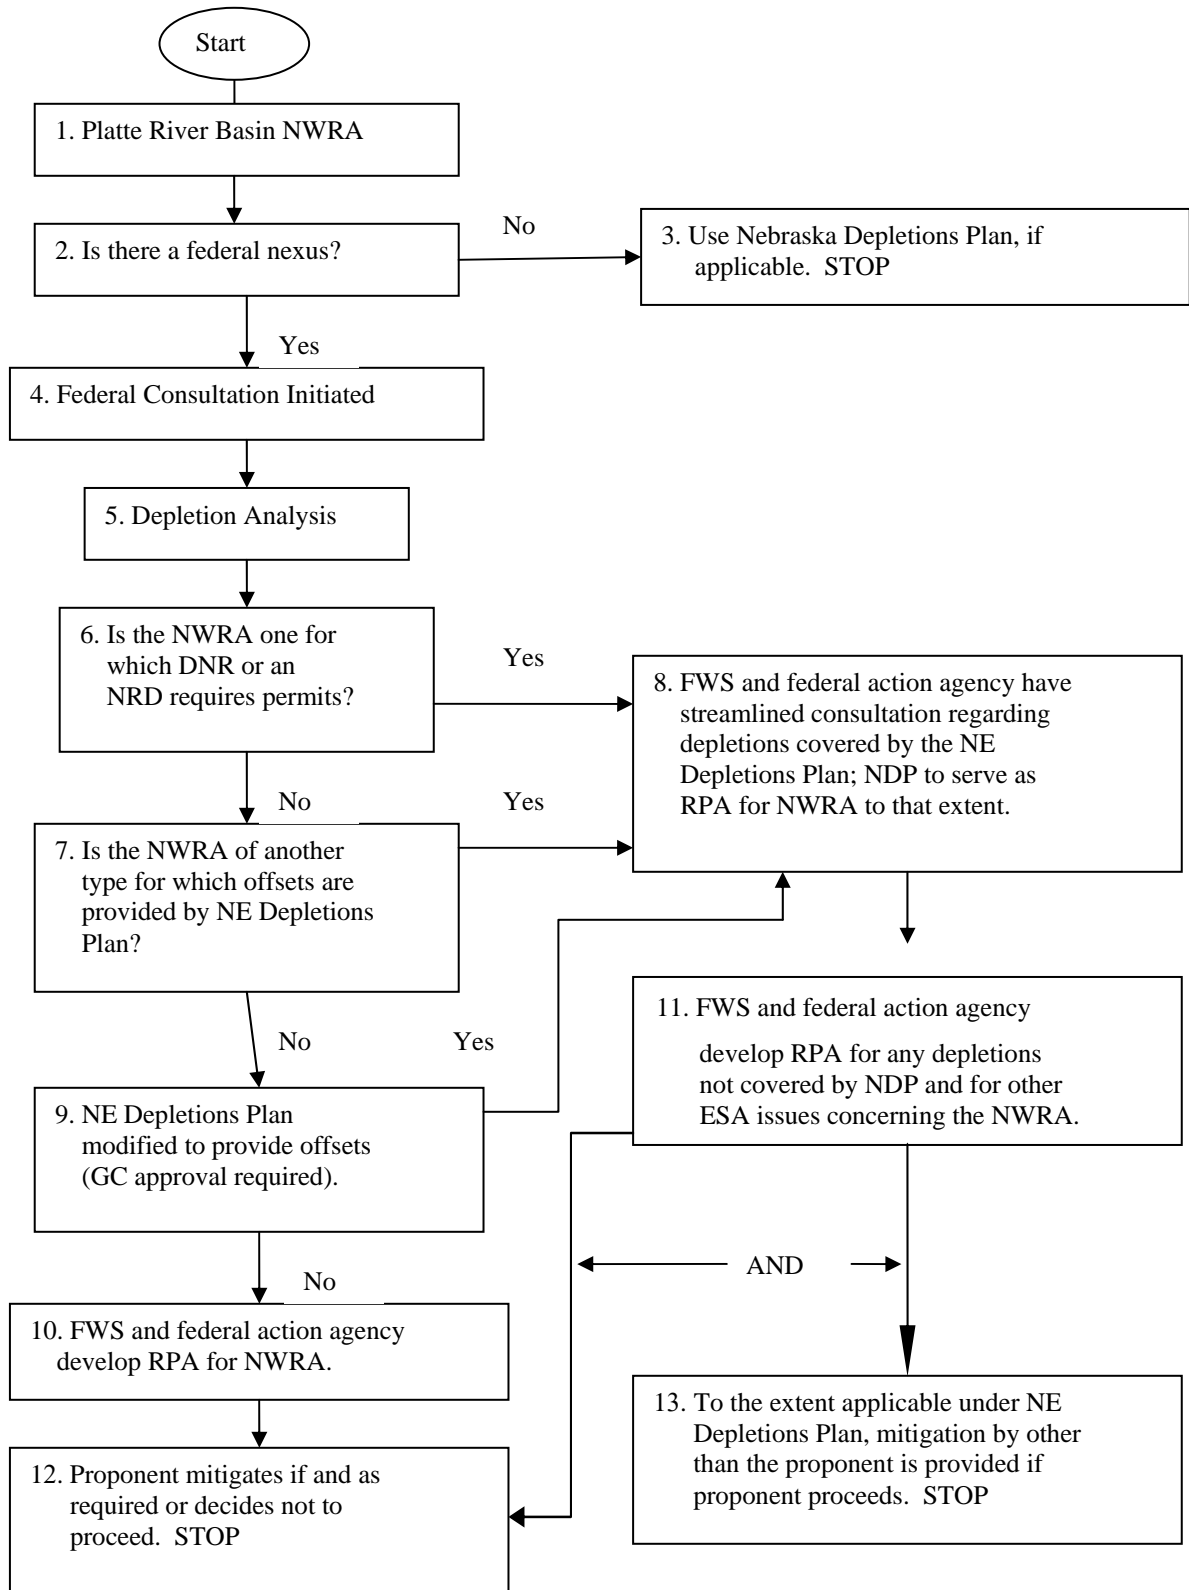 Start
1. Platte River Basin NWRA
2. Is there a federal nexus?
No
3. Use Nebraska Depletions Plan, if
applicable.  STOP
Yes
4. Federal Consultation Initiated
5. Depletion Analysis
6. Is the NWRA one for
which DNR or an
NRD requires permits?
Yes
8. FWS and federal action agency have
streamlined consultation regarding
depletions covered by the NE
Depletions Plan; NDP to serve as
RPA for NWRA to that extent.
No
Yes
7. Is the NWRA of another
type for which offsets are
provided by NE Depletions
Plan?
No
Yes
11. FWS and federal action agency
develop RPA for any depletions
not covered by NDP and for other
ESA issues concerning the NWRA.
9. NE Depletions Plan
modified to provide offsets
(GC approval required).
AND
No
10. FWS and federal action agency
develop RPA for NWRA.
13. To the extent applicable under NE
Depletions Plan, mitigation by other
than the proponent is provided if
proponent proceeds.  STOP
12. Proponent mitigates if and as
required or decides not to
proceed.  STOP